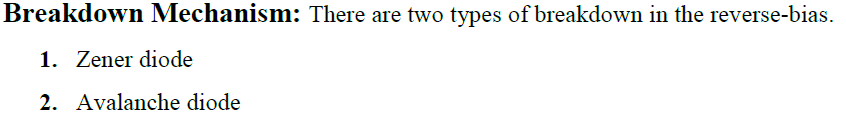 Breakdown Mechanism: There are two types of breakdown in the reverse-bias.
1. Zener diode
2. Avalanche diode